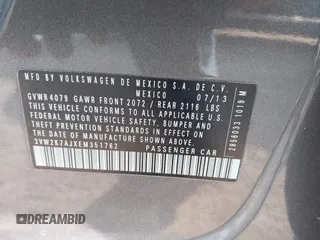 MFD BY VOLKSWAGEN DE MEXICO S.A. DE C.V.
MEXICO 07/13
GVWR 4079 GAWR FRONT 2072 / REAR 2116 LBS
THIS VEHICLE CONFORMS TO ALL APPLICABLE
FEDERAL MOTOR VEHICLE SAFETY, BUMPER AND
THEFT PREVENTION STANDARDS IN EFFECT
ON THE DATE OF MANUFACTURE SHOWN ABOVE.
3VW2K7AJXEM351762 PASSENGER CAR
2858033 1019 M